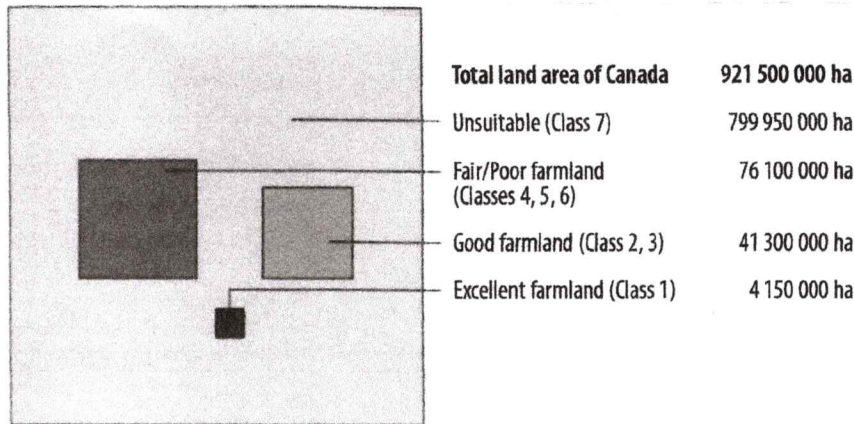 Total land area of Canada 921 500 000 ha
Unsuitable (Class 7) 799 950 000 ha
Fair/Poor farmland 76 100 000 ha
(Classes 4, 5, 6)
Good farmland (Class 2, 3) 41 300 000 ha
Excellent farmland (Class 1) 4 150 000 ha